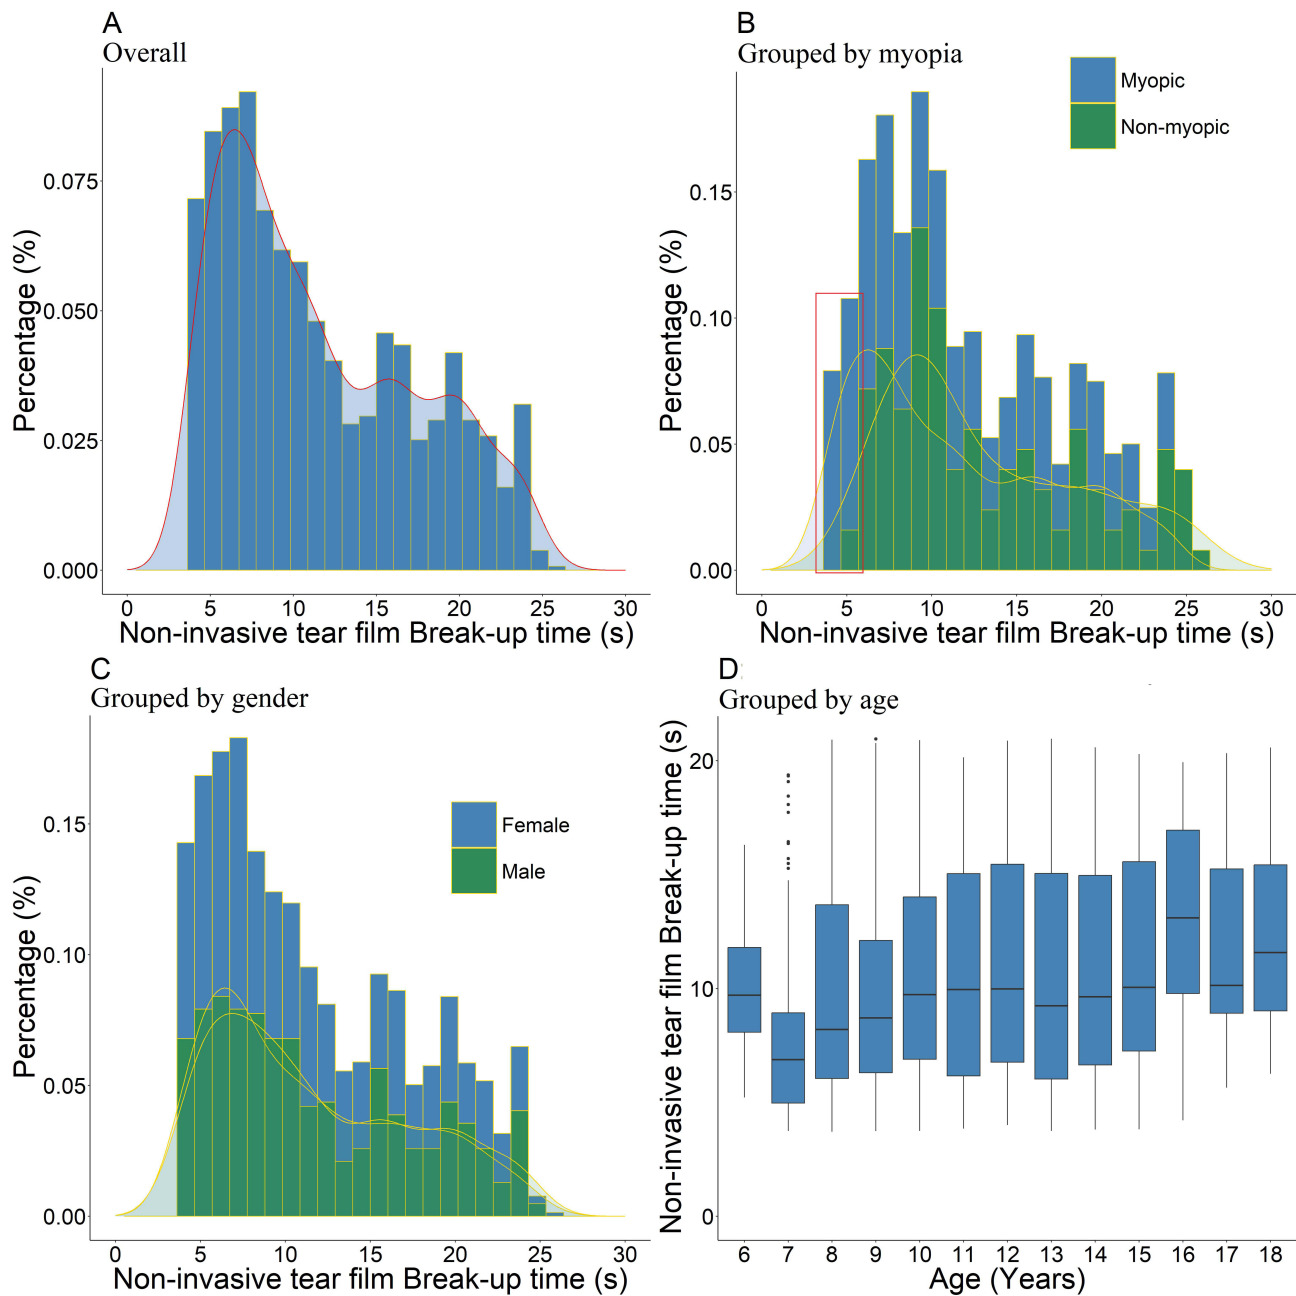 A
Overall
Percentage (%)
0.075
0.050
0.025
0.000
0 5 10 15 20 25 30
Non-invasive tear film Break-up time (s)
B
Grouped by myopia
Myopic
Non-myopic
Percentage (%)
0.15
0.10
0.05
0.00
0 5 10 15 20 25 30
Non-invasive tear film Break-up time (s)
C
Grouped by gender
Female
Male
Percentage (%)
0.15
0.10
0.05
0.00
0 5 10 15 20 25 30
Non-invasive tear film Break-up time (s)
D
Grouped by age
Non-invasive tear film Break-up time (s)
20
10
0
6 7 8 9 10 11 12 13 14 15 16 17 18
Age (Years)